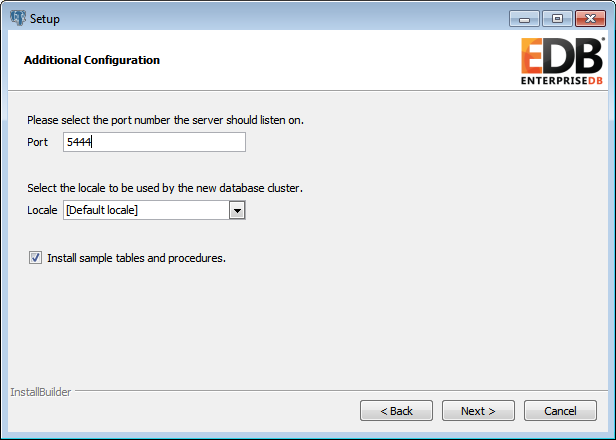 Setup
Additional Configuration
EDB
ENTERPRISEDB
Please select the port number the server should listen on.
Port 5444
Select the locale to be used by the new database cluster.
Locale [Default locale]
Install sample tables and procedures.
InstallBuilder
< Back Next > Cancel